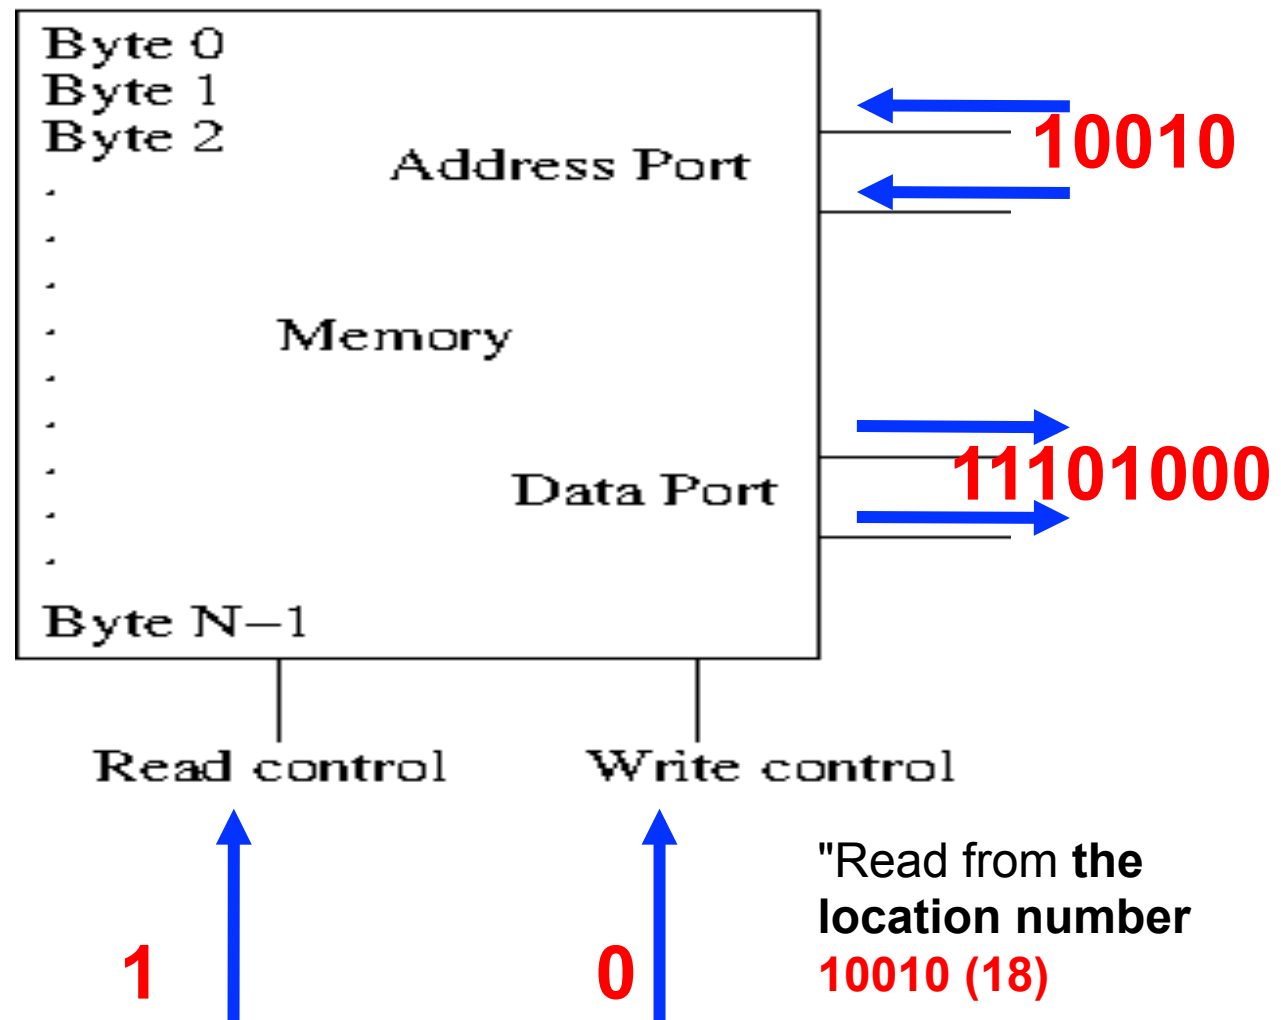 Byte 0
Byte 1
Byte 2
Address Port
10010
Memory
11101000
Data Port
Byte N−1
Read control
Write control
1
0
"Read from the
location number
10010 (18)